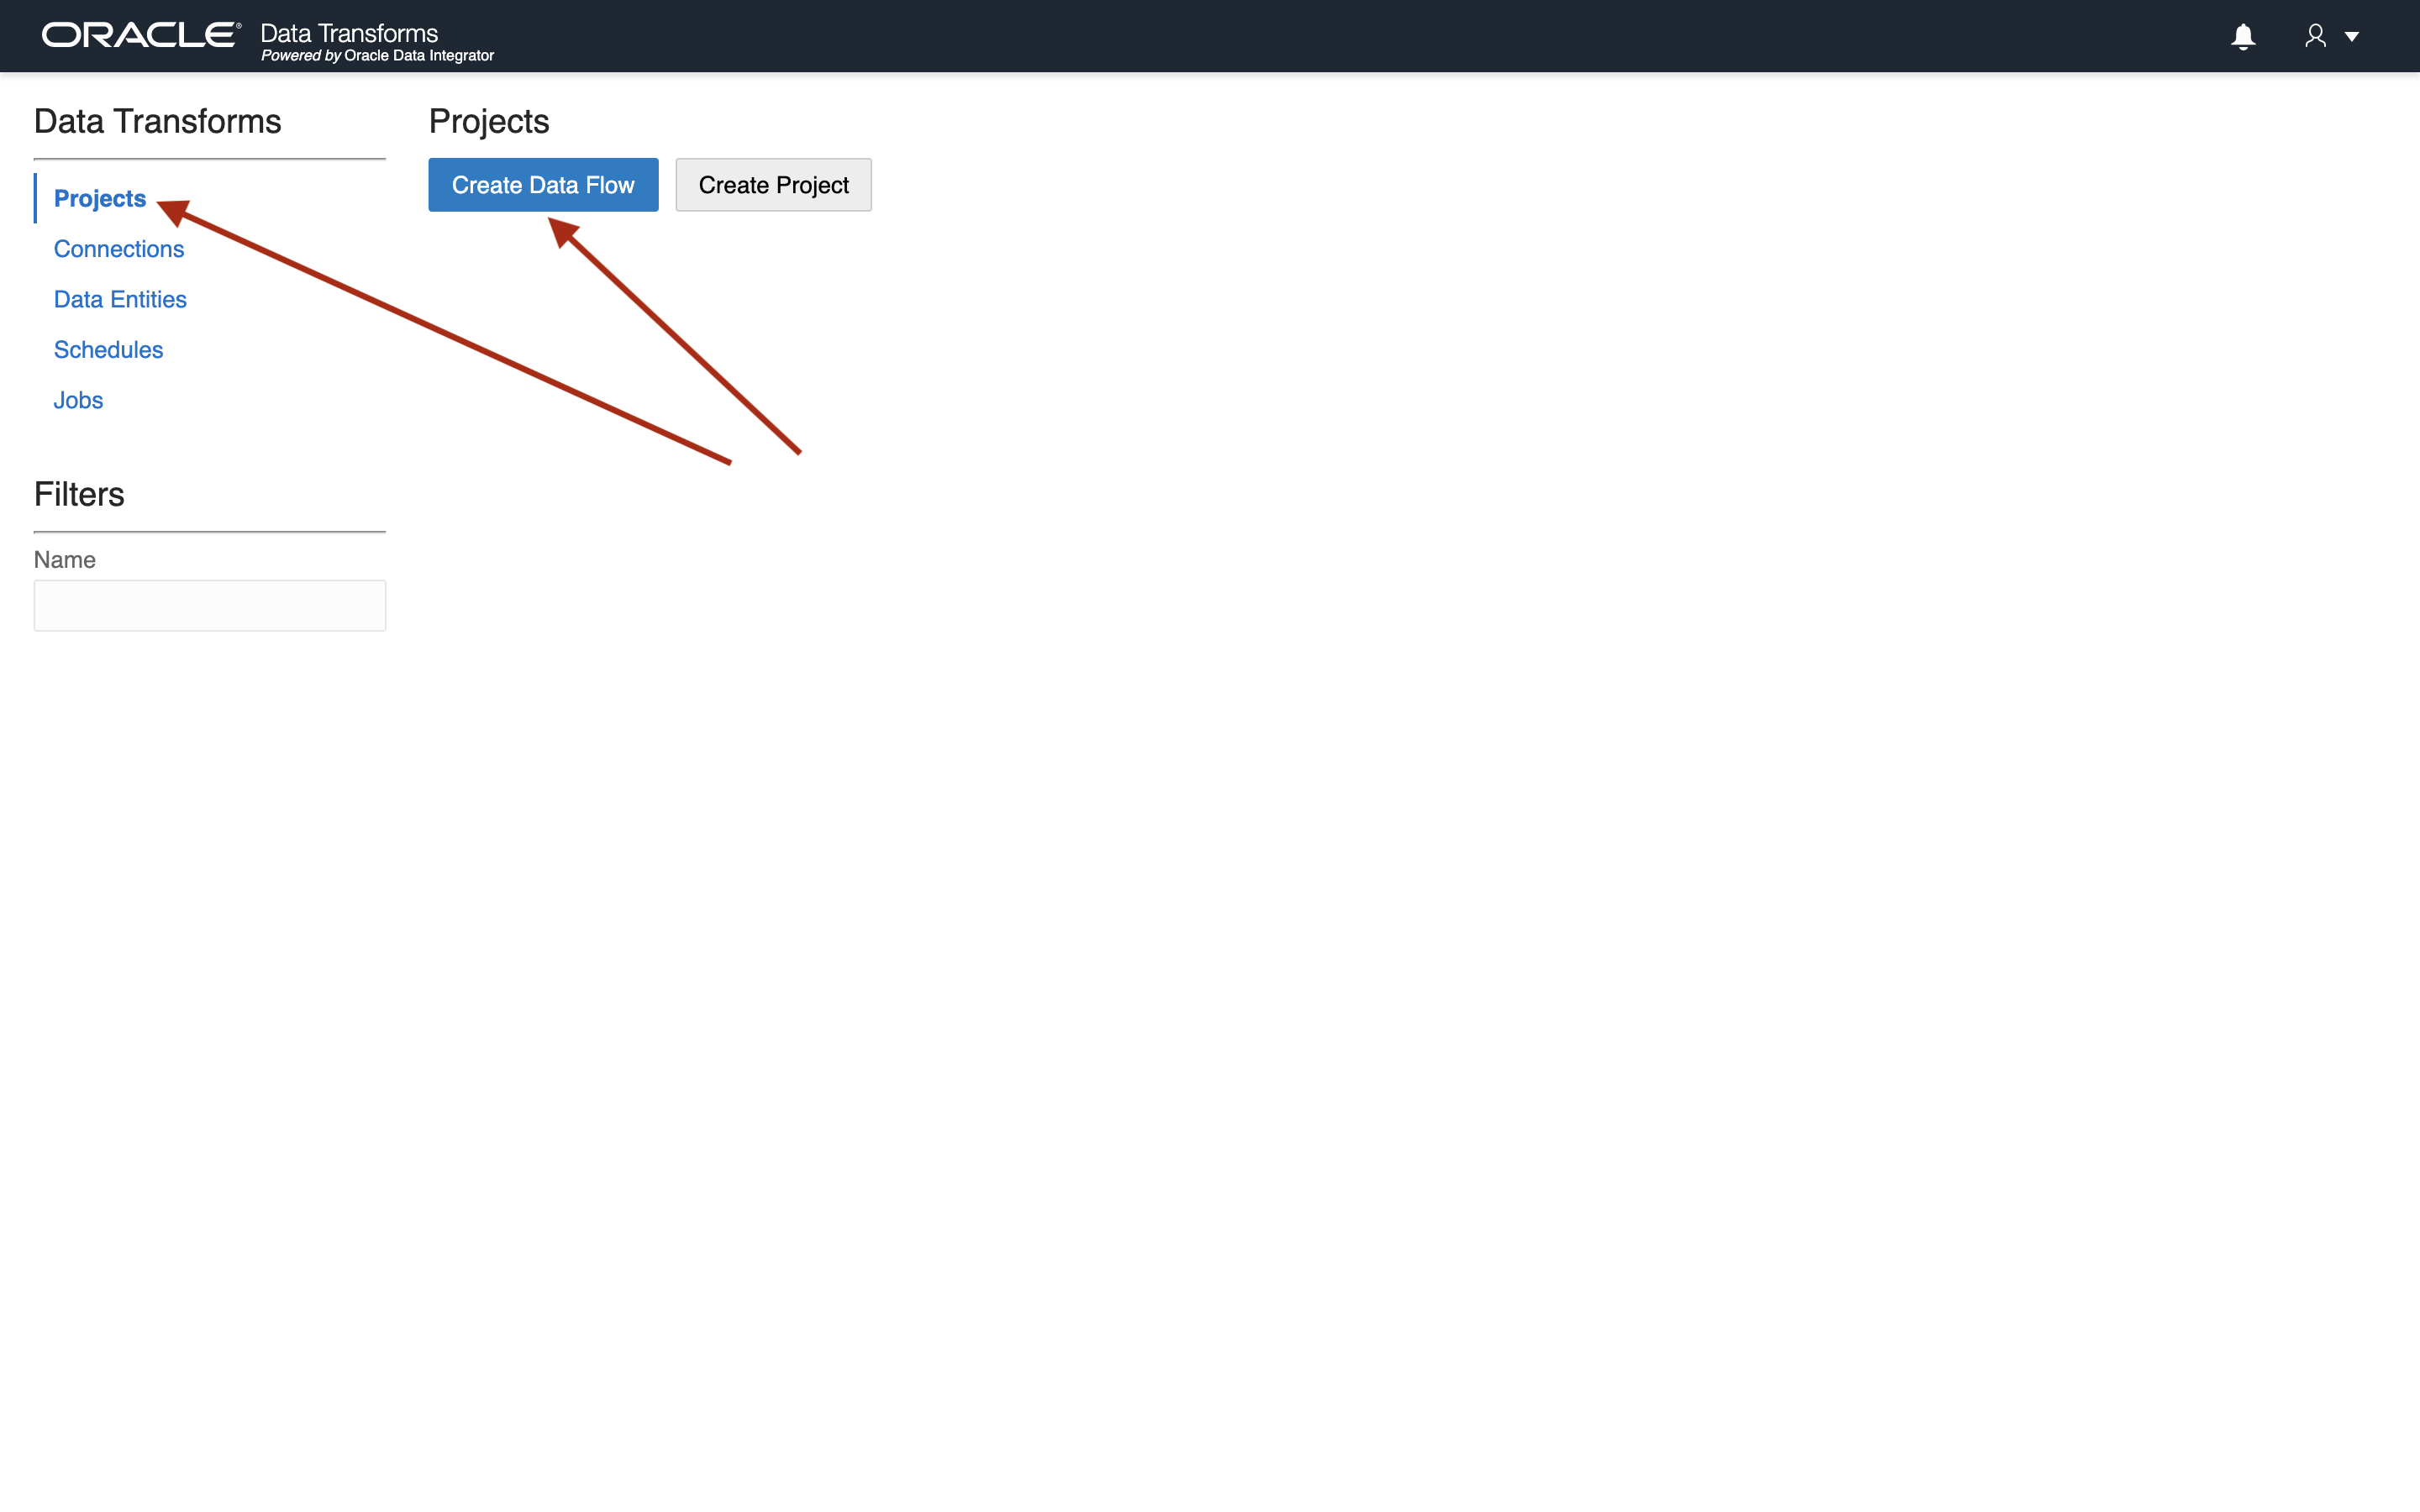 ORACLE® Data Transforms
Powered by Oracle Data Integrator
Data Transforms
Projects
Connections
Data Entities
Schedules
Jobs
Filters
Name
Projects
Create Data Flow Create Project